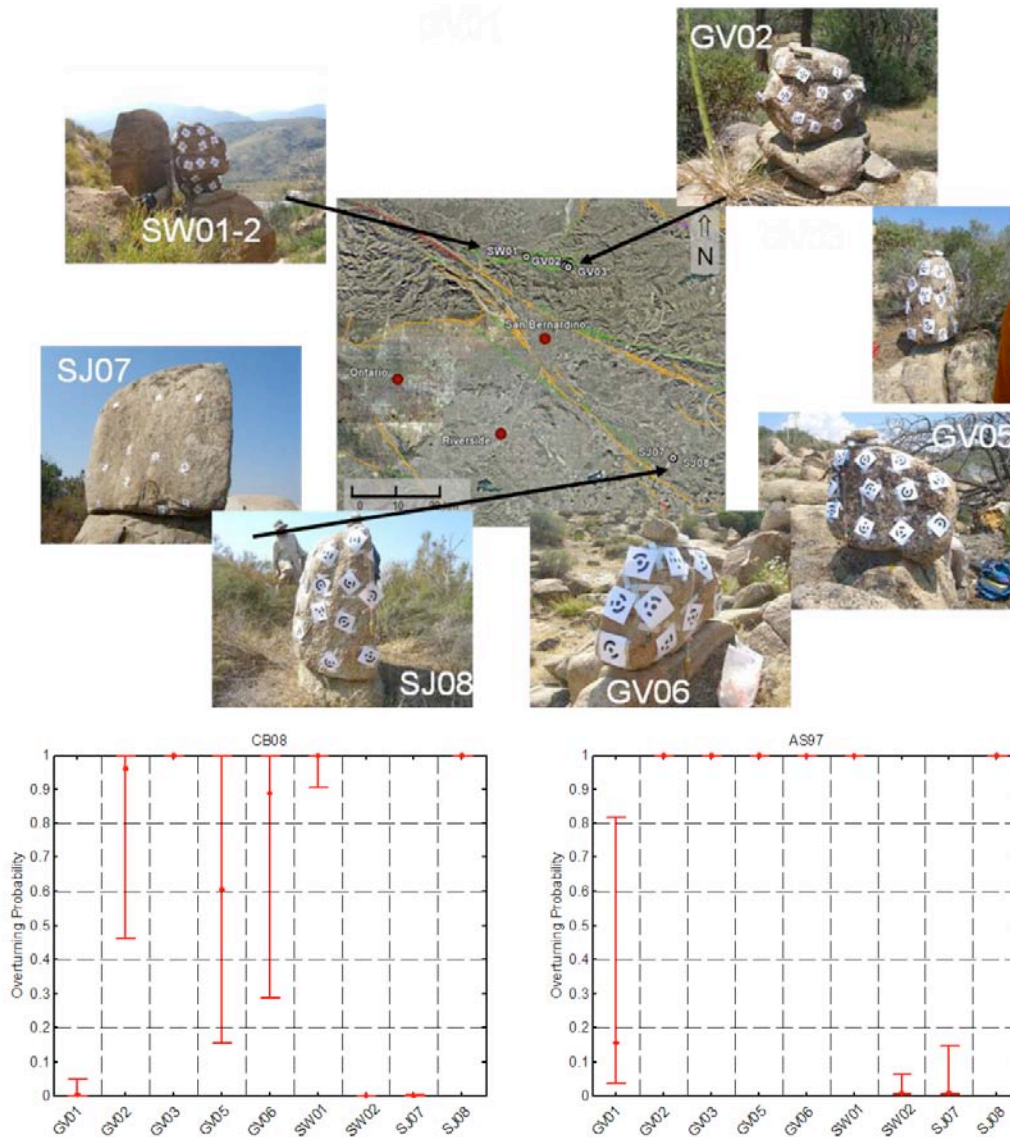 GV02
SW01-2
N
SW01
GV02
GV03
San Bernardino
Ontario
Riverside
SJ07
SJ08
0 10
SJ07
GV05
SJ08
GV06
CB08
Overturning Probability
1
0.9
0.8
0.7
0.6
0.5
0.4
0.3
0.2
0.1
0
GV01 GV02 GV03 GV05 GV06 SW01 SW02 SJ07 SJ08
AS97
Overturning Probability
1
0.9
0.8
0.7
0.6
0.5
0.4
0.3
0.2
0.1
0
GV01 GV02 GV03 GV05 GV06 SW01 SW02 SJ07 SJ08